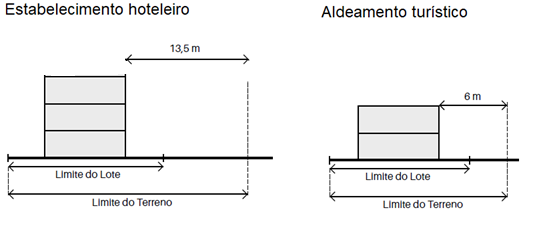 Estabelecimento hoteleiro
13,5 m
Limite do Lote
Limite do Terreno
Aldeamento turístico
6 m
Limite do Lote
Limite do Terreno